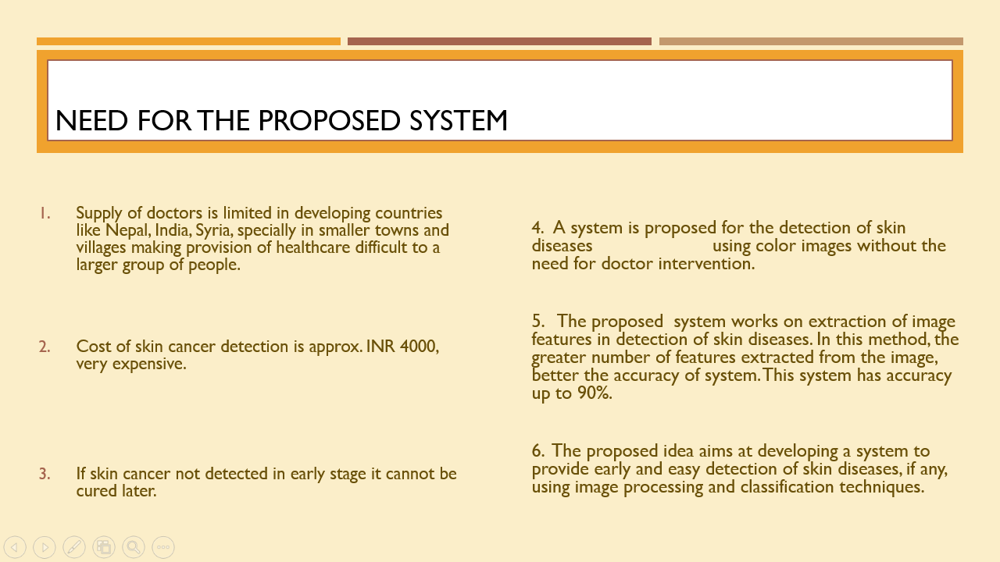 NEED FOR THE PROPOSED SYSTEM
1. Supply of doctors is limited in developing countries
like Nepal, India, Syria, specially in smaller towns and
villages making provision of healthcare difficult to a
larger group of people.
2. Cost of skin cancer detection is approx. INR 4000,
very expensive.
3. If skin cancer not detected in early stage it cannot be
cured later.
4. A system is proposed for the detection of skin
diseases using color images without the
need for doctor intervention.
5. The proposed system works on extraction of image
features in detection of skin diseases. In this method, the
greater number of features extracted from the image,
better the accuracy of system. This system has accuracy
up to 90%.
6. The proposed idea aims at developing a system to
provide early and easy detection of skin diseases, if any,
using image processing and classification techniques.